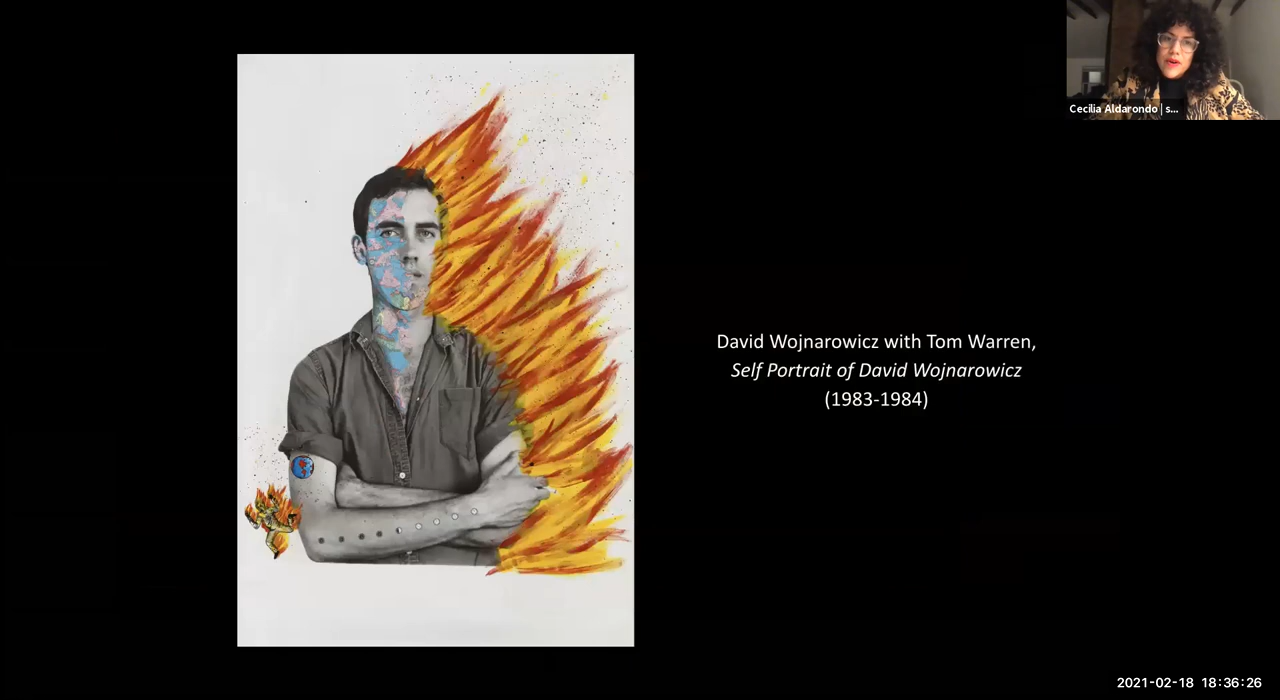 Cecilia Aldarondo | s...
David Wojnarowicz with Tom Warren,
Self Portrait of David Wojnarowicz
(1983-1984)
2021-02-18 18:36:26